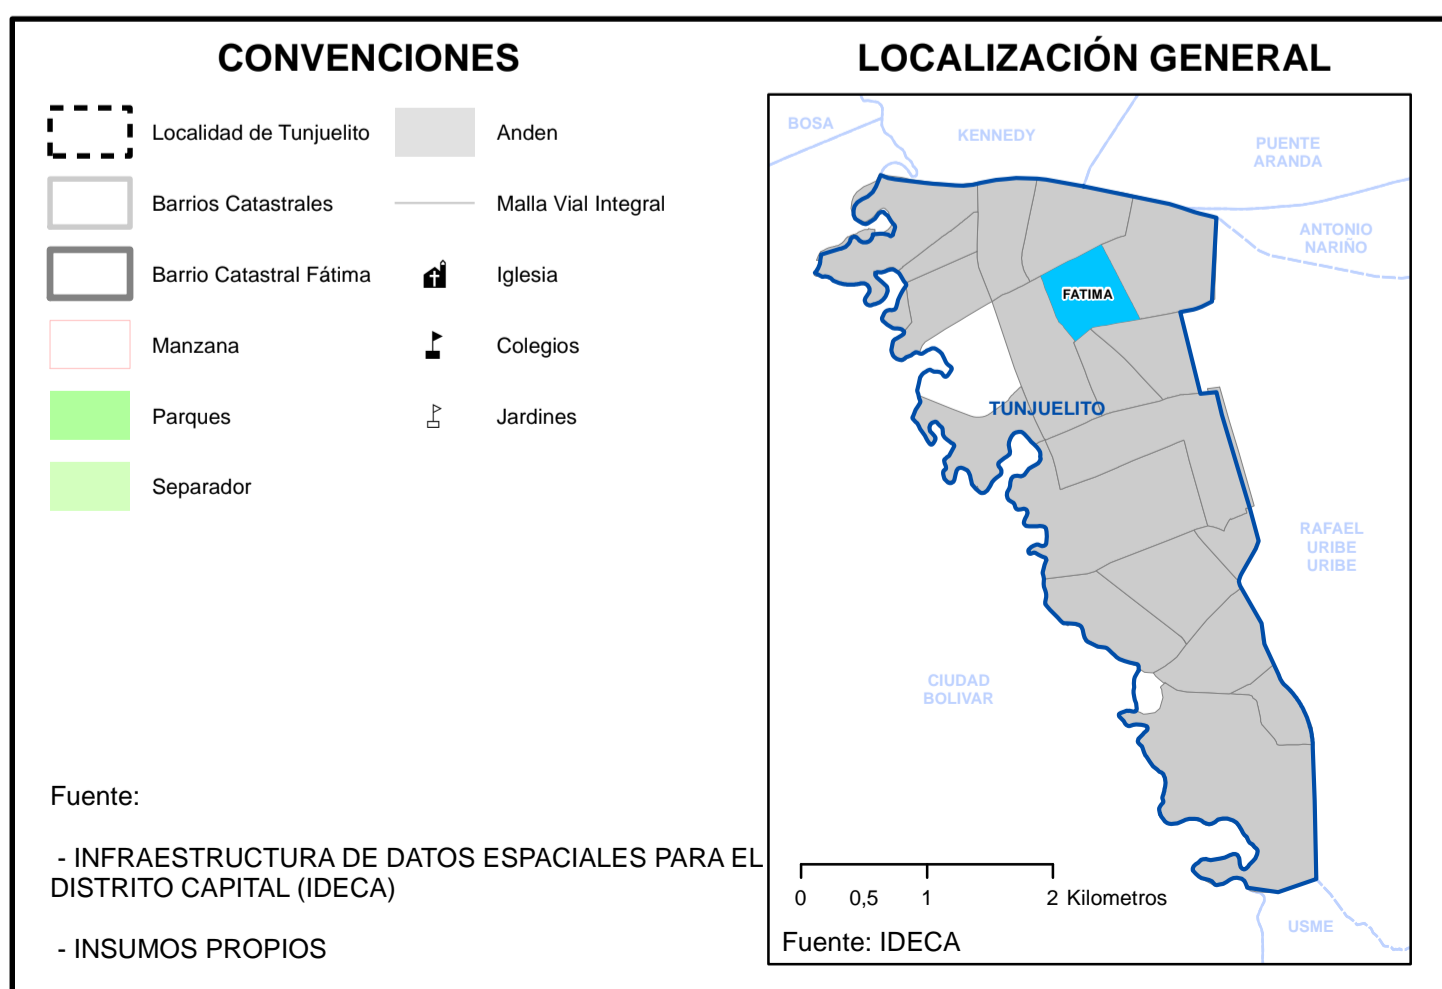 CONVENCIONES
Localidad de Tunjuelito
Barrios Catastrales
Barrio Catastral Fátima
Manzana
Parques
Separador
Anden
Malla Vial Integral
Iglesia
Colegios
Jardines
Fuente:
- INFRAESTRUCTURA DE DATOS ESPACIALES PARA EL
DISTRITO CAPITAL (IDECA)
- INSUMOS PROPIOS
LOCALIZACIÓN GENERAL
BOSA
KENNEDY
PUENTE
ARANDA
ANTONIO
NARIÑO
FATIMA
TUNJUELITO
RAFAEL
URIBE
URIBE
CIUDAD
BOLIVAR
USME
0 0,5 1 2 Kilometros
Fuente: IDECA